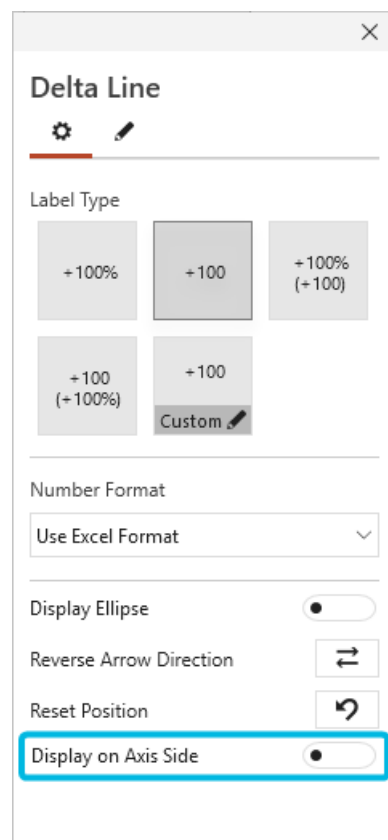 Delta Line
Label Type
+100%
+100
+100%
(+100)
+100
(+100%)
+100
Custom
Number Format
Use Excel Format
Display Ellipse
Reverse Arrow Direction
Reset Position
Display on Axis Side